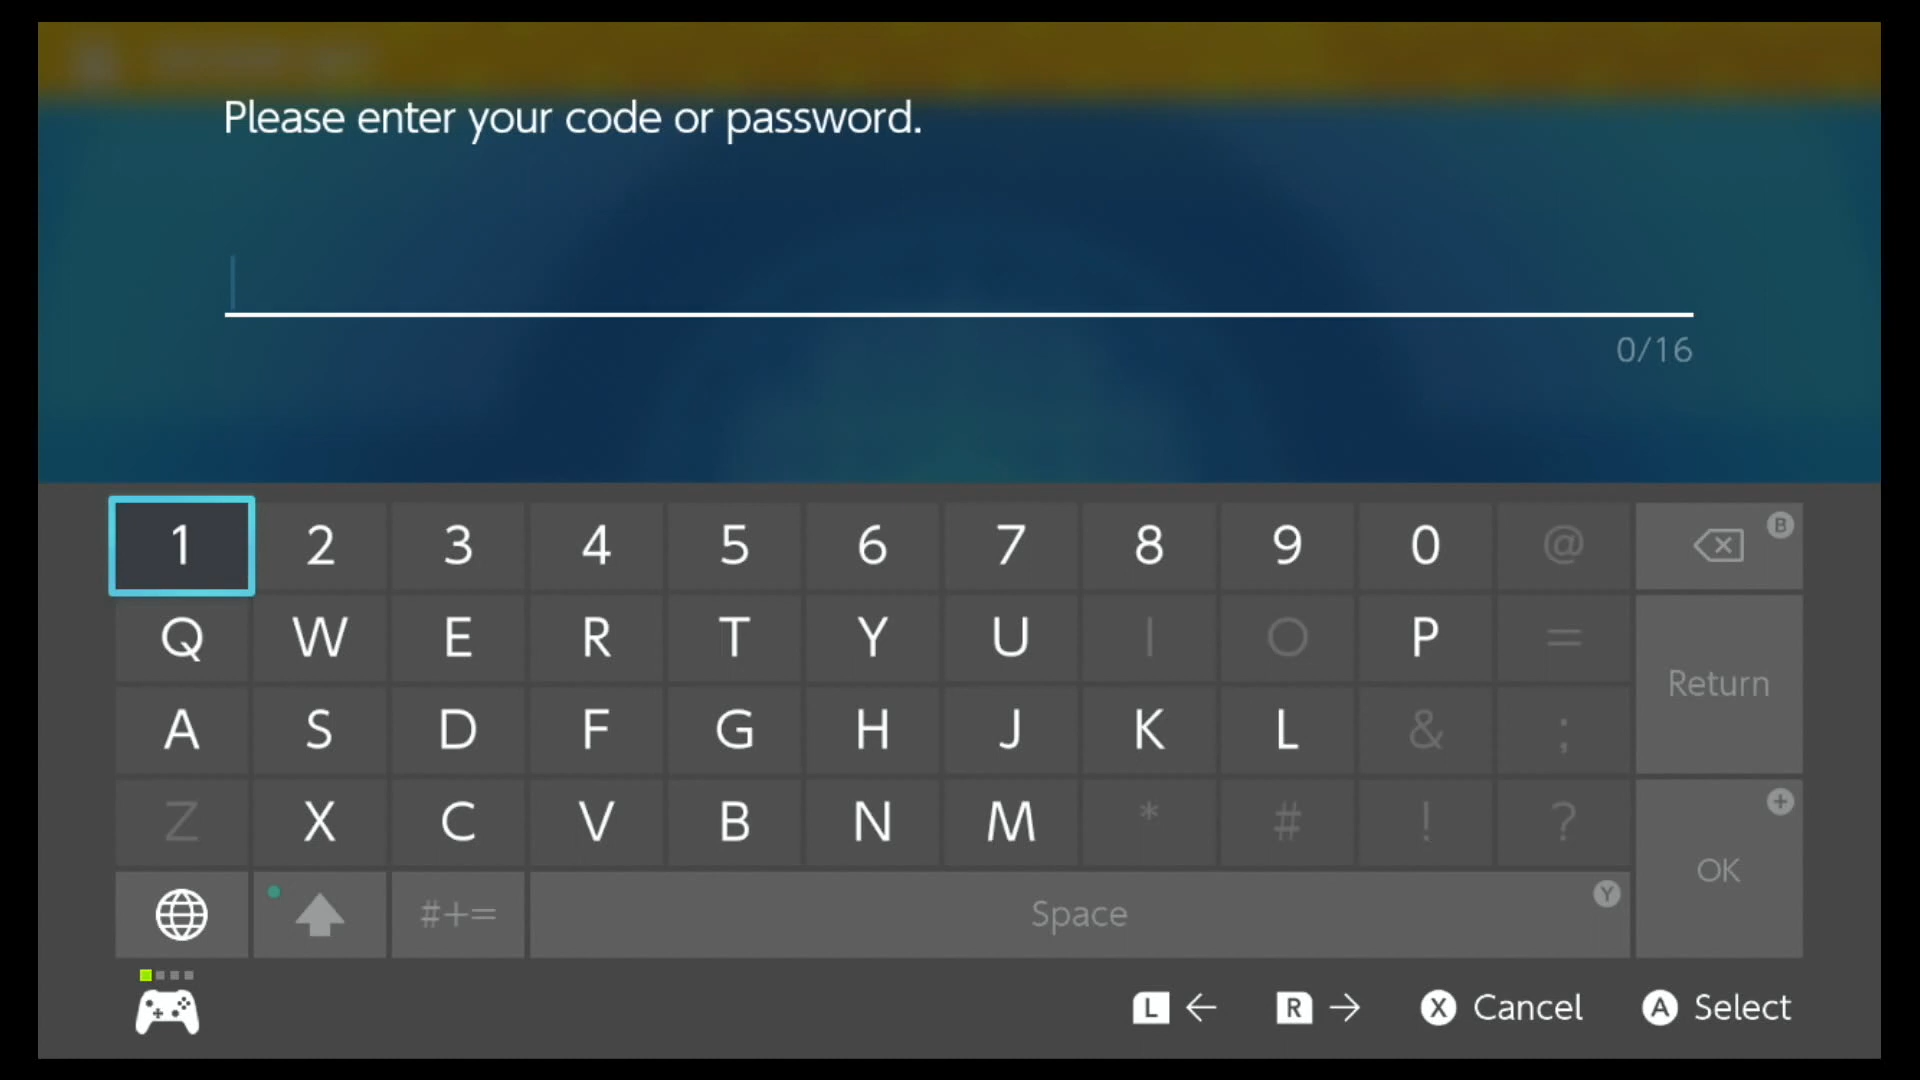 Please enter your code or password.
0/16
1 2 3 4 5 6 7 8 9 0 @ B
Q W E R T Y U I O P = Return
A S D F G H J K L & ;
Z X C V B N M * # ! ? + OK
#+= Space Y
L ← R → X Cancel A Select